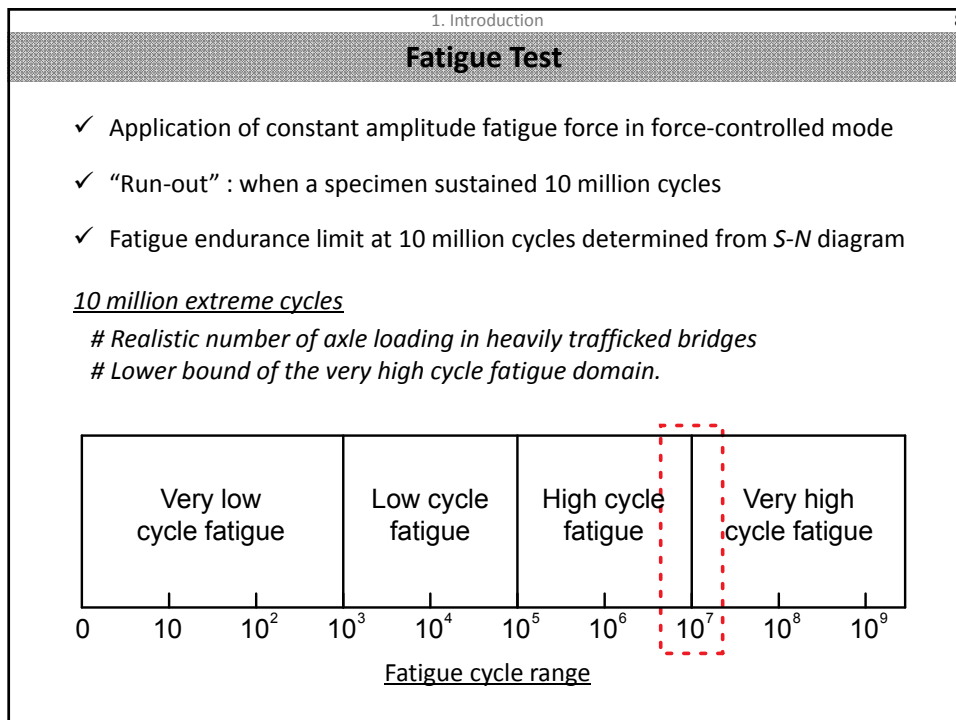 1. Introduction
Fatigue Test
✓ Application of constant amplitude fatigue force in force-controlled mode
✓ “Run-out” : when a specimen sustained 10 million cycles
✓ Fatigue endurance limit at 10 million cycles determined from S-N diagram
10 million extreme cycles
# Realistic number of axle loading in heavily trafficked bridges
# Lower bound of the very high cycle fatigue domain.
Very low
cycle fatigue
Low cycle
fatigue
High cycle
fatigue
Very high
cycle fatigue
0 10 10² 10³ 10⁴ 10⁵ 10⁶ 10⁷ 10⁸ 10⁹
Fatigue cycle range